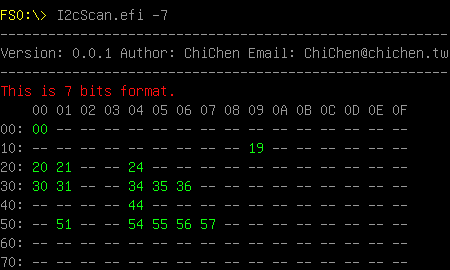 FS0:\> I2cScan.efi -7
--------------------------------------------------------
Version: 0.0.1 Author: ChiChen Email: ChiChen@chichen.tw
--------------------------------------------------------
This is 7 bits format.
    00 01 02 03 04 05 06 07 08 09 0A 0B 0C 0D 0E 0F
00: 00 -- -- -- -- -- -- -- -- -- -- -- -- -- -- --
10: -- -- -- -- -- -- -- -- -- 19 -- -- -- -- -- --
20: 20 21 -- -- 24 -- -- -- -- -- -- -- -- -- -- --
30: 30 31 -- -- 34 35 36 -- -- -- -- -- -- -- -- --
40: -- -- -- -- 44 -- -- -- -- -- -- -- -- -- -- --
50: -- 51 -- -- 54 55 56 57 -- -- -- -- -- -- -- --
60: -- -- -- -- -- -- -- -- -- -- -- -- -- -- -- --
70: -- -- -- -- -- -- -- -- -- -- -- -- -- -- -- --